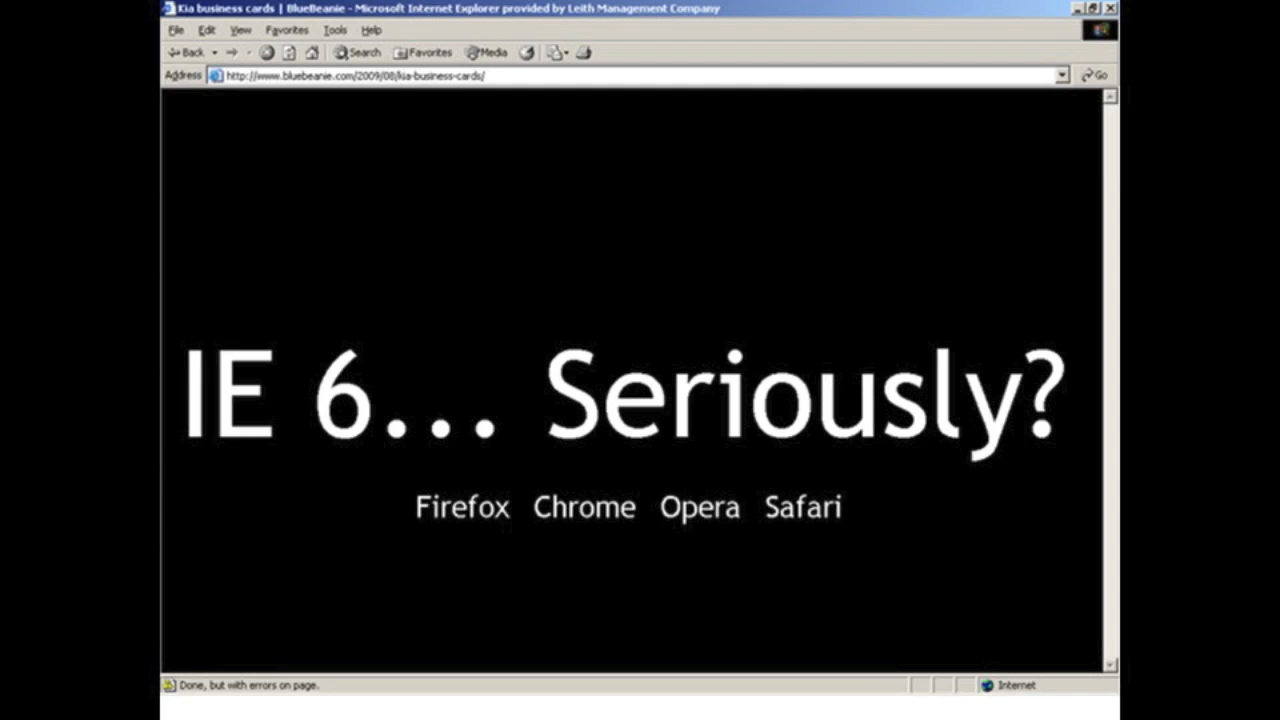 Kia business cards | BlueBeanie - Microsoft Internet Explorer provided by Leith Management Company
File Edit View Favorites Tools Help
Back Search Favorites Media
Address http://www.bluebeanie.com/2009/08/kia-business-cards/ Go
IE 6... Seriously?
Firefox Chrome Opera Safari
Done, but with errors on page. Internet